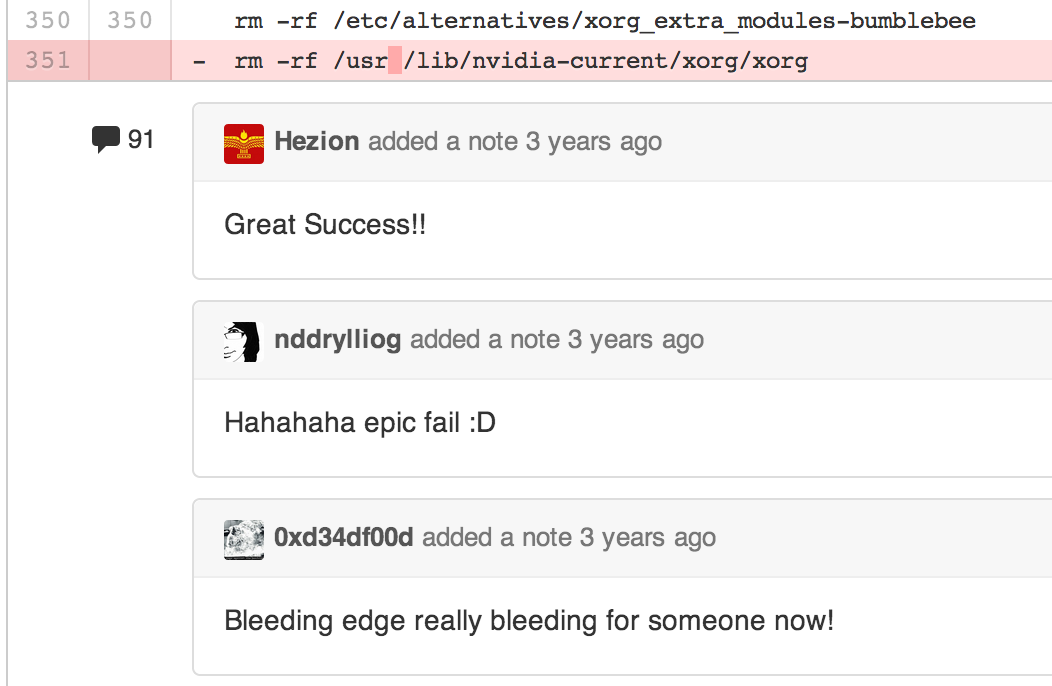 350 350 rm -rf /etc/alternatives/xorg_extra_modules-bumblebee
351 - rm -rf /usr /lib/nvidia-current/xorg/xorg
91
Hezion added a note 3 years ago
Great Success!!
nddrylliog added a note 3 years ago
Hahahaha epic fail :D
0xd34df00d added a note 3 years ago
Bleeding edge really bleeding for someone now!